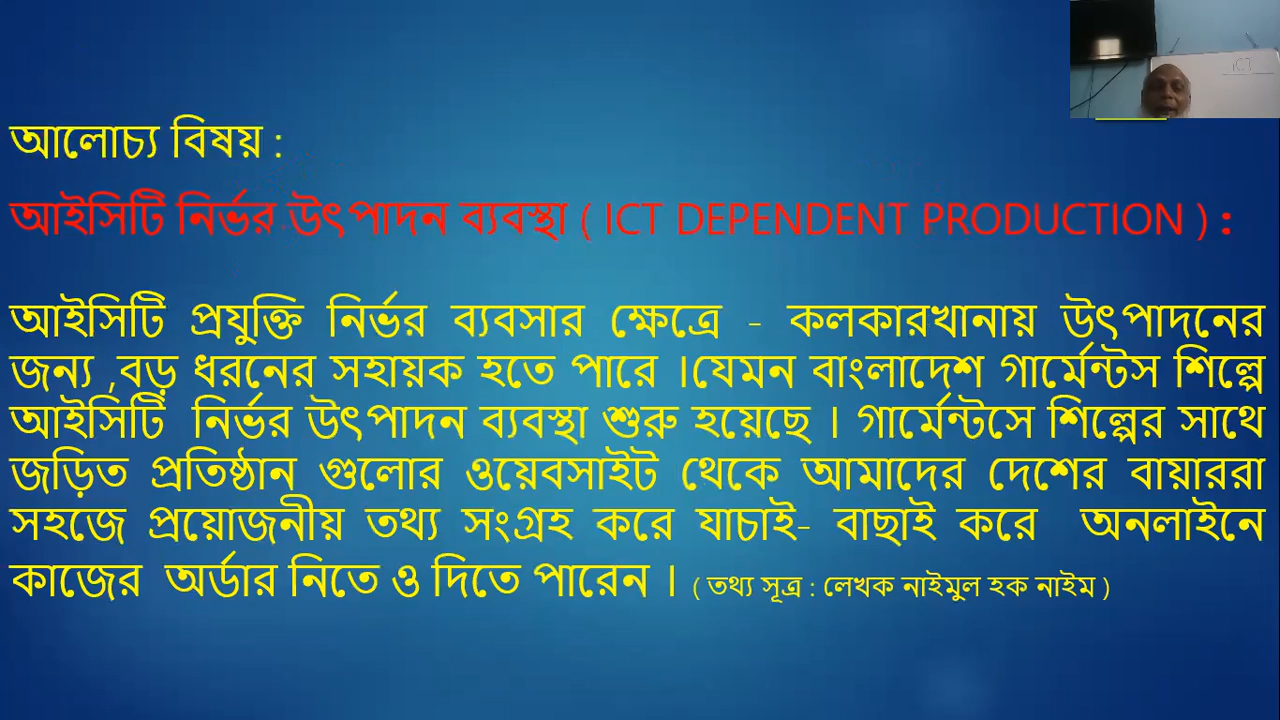 ICT
আলোচ্য বিষয় :
আইসিটি নির্ভর উৎপাদন ব্যবস্থা ( ICT DEPENDENT PRODUCTION ) :
আইসিটি প্রযুক্তি নির্ভর ব্যবসার ক্ষেত্রে - কলকারখানায় উৎপাদনের
জন্য ,বড় ধরনের সহায়ক হতে পারে ।যেমন বাংলাদেশ গার্মেন্টস শিল্পে
আইসিটি নির্ভর উৎপাদন ব্যবস্থা শুরু হয়েছে । গার্মেন্টসে শিল্পের সাথে
জড়িত প্রতিষ্ঠান গুলোর ওয়েবসাইট থেকে আমাদের দেশের বায়াররা
সহজে প্রয়োজনীয় তথ্য সংগ্রহ করে যাচাই- বাছাই করে অনলাইনে
কাজের অর্ডার নিতে ও দিতে পারেন । ( তথ্য সূত্র : লেখক নাইমুল হক নাইম )